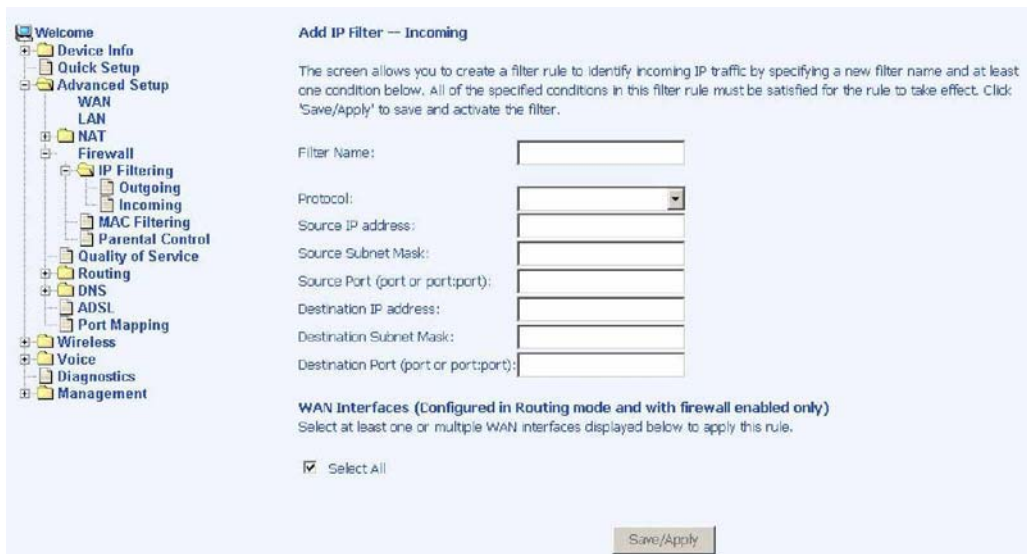 Welcome
Device Info
Quick Setup
Advanced Setup
WAN
LAN
NAT
Firewall
IP Filtering
Outgoing
Incoming
MAC Filtering
Parental Control
Quality of Service
Routing
DNS
ADSL
Port Mapping
Wireless
Voice
Diagnostics
Management
Add IP Filter -- Incoming
The screen allows you to create a filter rule to identify incoming IP traffic by specifying a new filter name and at least
one condition below. All of the specified conditions in this filter rule must be satisfied for the rule to take effect. Click
'Save/Apply' to save and activate the filter.
Filter Name:
Protocol:
Source IP address:
Source Subnet Mask:
Source Port (port or port:port):
Destination IP address:
Destination Subnet Mask:
Destination Port (port or port:port):
WAN Interfaces (Configured in Routing mode and with firewall enabled only)
Select at least one or multiple WAN interfaces displayed below to apply this rule.
Select All
Save/Apply